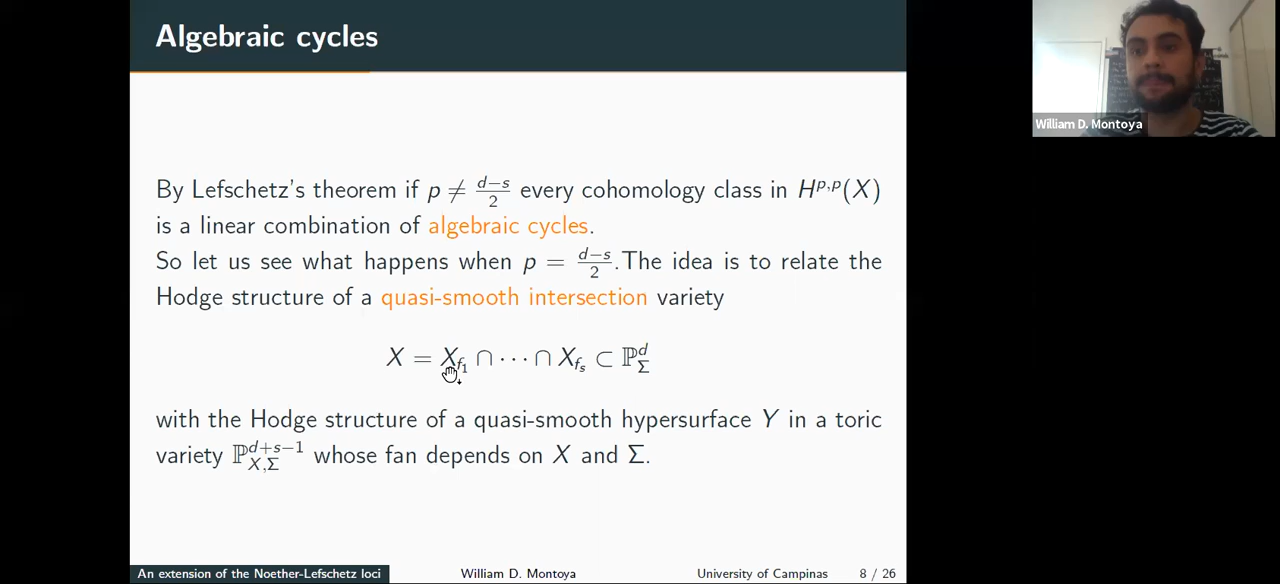 Algebraic cycles
By Lefschetz's theorem if p ≠ \frac{d-s}{2} every cohomology class in H^{p,p}(X)
is a linear combination of algebraic cycles.
So let us see what happens when p = \frac{d-s}{2}.The idea is to relate the
Hodge structure of a quasi-smooth intersection variety
X = X_{f_1} ∩ ⋯ ∩ X_{f_s} ⊂ ℙ^d_Σ
with the Hodge structure of a quasi-smooth hypersurface Y in a toric
variety ℙ^{d+s-1}_{X,Σ} whose fan depends on X and Σ.
An extension of the Noether-Lefschetz loci William D. Montoya University of Campinas 8 / 26
William D. Montoya